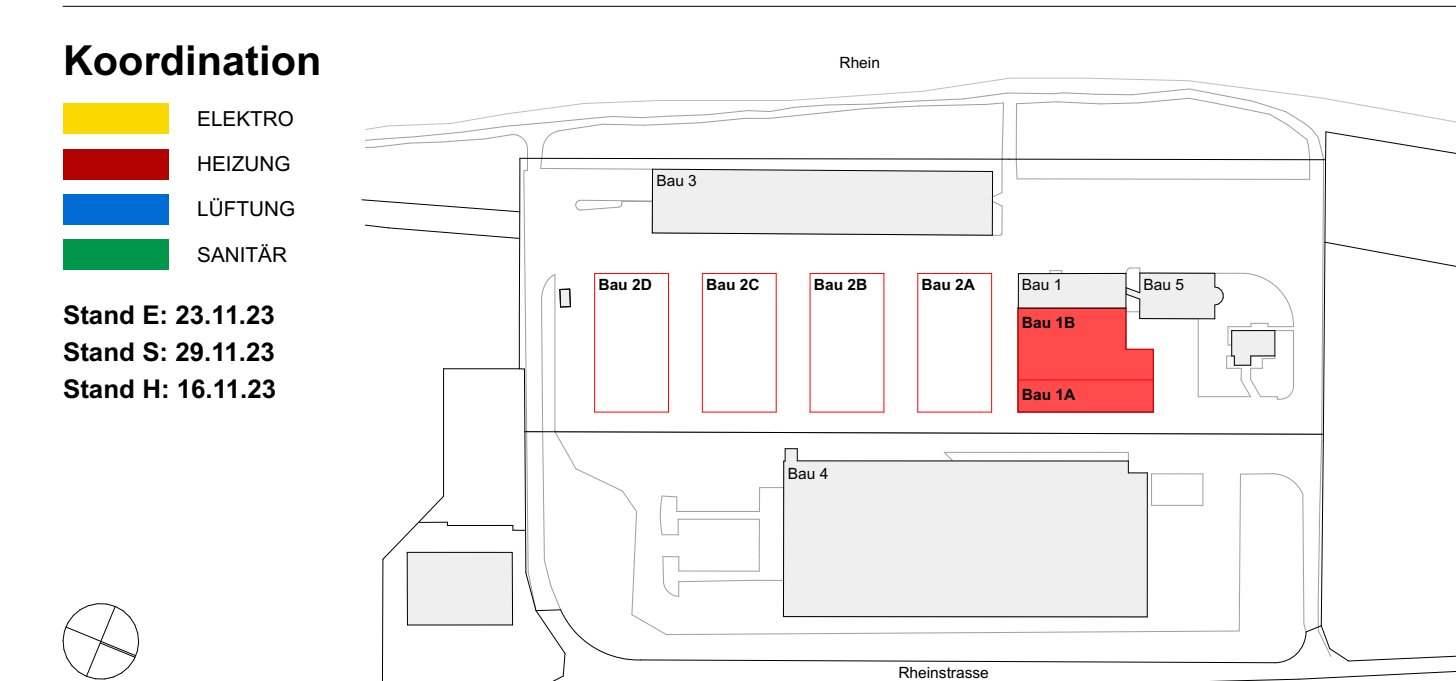 Koordination
ELEKTRO
HEIZUNG
LÜFTUNG
SANITÄR
Stand E: 23.11.23
Stand S: 29.11.23
Stand H: 16.11.23
Rhein
Bau 3
Bau 2D
Bau 2C
Bau 2B
Bau 2A
Bau 1
Bau 5
Bau 1B
Bau 1A
Bau 4
Rheinstrasse